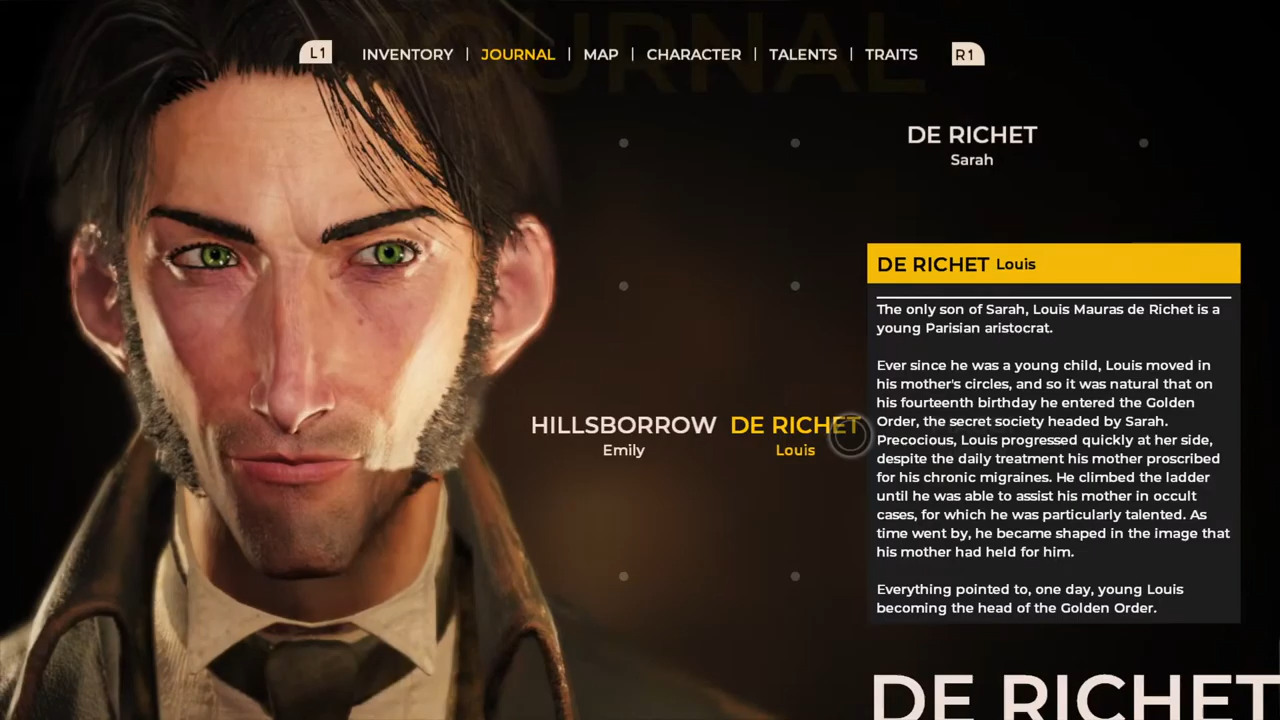 JOURNAL
L1 INVENTORY | JOURNAL | MAP | CHARACTER | TALENTS | TRAITS R1
DE RICHET
Sarah
HILLSBORROW
Emily
DE RICHET
Louis
DE RICHET Louis
The only son of Sarah, Louis Mauras de Richet is a
young Parisian aristocrat.
Ever since he was a young child, Louis moved in
his mother's circles, and so it was natural that on
his fourteenth birthday he entered the Golden
Order, the secret society headed by Sarah.
Precocious, Louis progressed quickly at her side,
despite the daily treatment his mother proscribed
for his chronic migraines. He climbed the ladder
until he was able to assist his mother in occult
cases, for which he was particularly talented. As
time went by, he became shaped in the image that
his mother had held for him.
Everything pointed to, one day, young Louis
becoming the head of the Golden Order.
DE RICHET